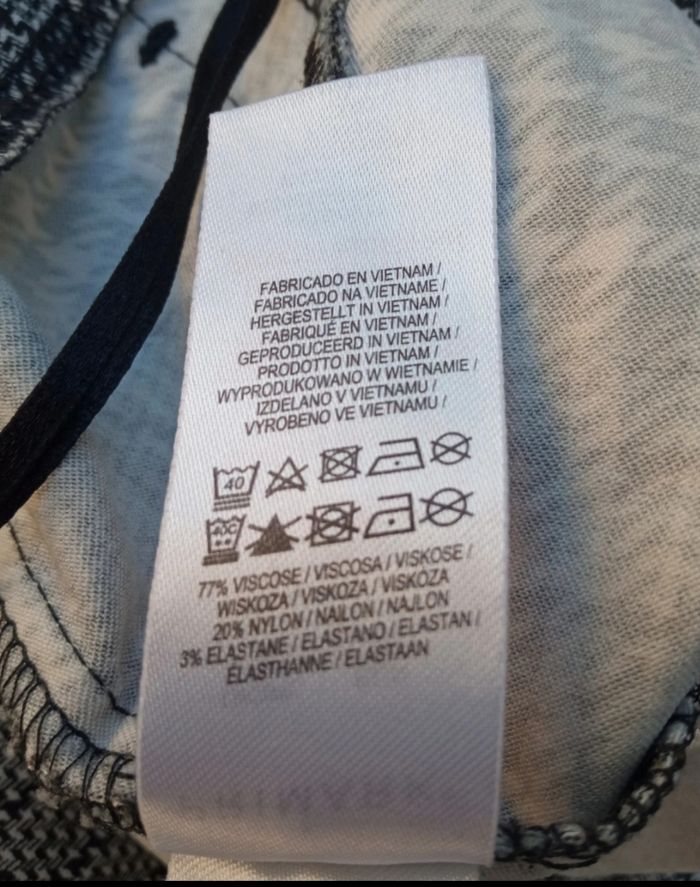 FABRICADO EN VIETNAM /
FABRICADO NA VIETNAME /
HERGESTELLT IN VIETNAM /
FABRIQUÉ EN VIETNAM /
GEPRODUCEERD IN VIETNAM /
PRODOTTO IN VIETNAM /
WYPRODUKOWANO W WIETNAMIE /
IZDELANO V VIETNAMU /
VYROBENO VE VIETNAMU /
40
40C
77% VISCOSE / VISCOSA / VISKOSE /
WISKOZA / VISKOZA / VISKÓZA
20% NYLON / NAILON / NAJLON
3% ELASTANE / ELASTANO / ELASTAN /
ÉLASTHANNE / ELASTAAN